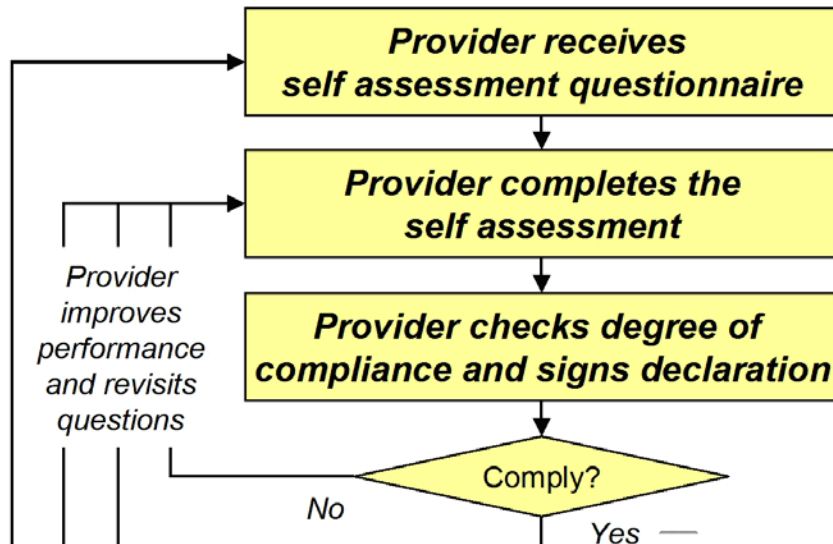 Provider receives
self assessment questionnaire
Provider completes the
self assessment
Provider
improves
performance
and revisits
questions
Provider checks degree of
compliance and signs declaration
Comply?
No
Yes